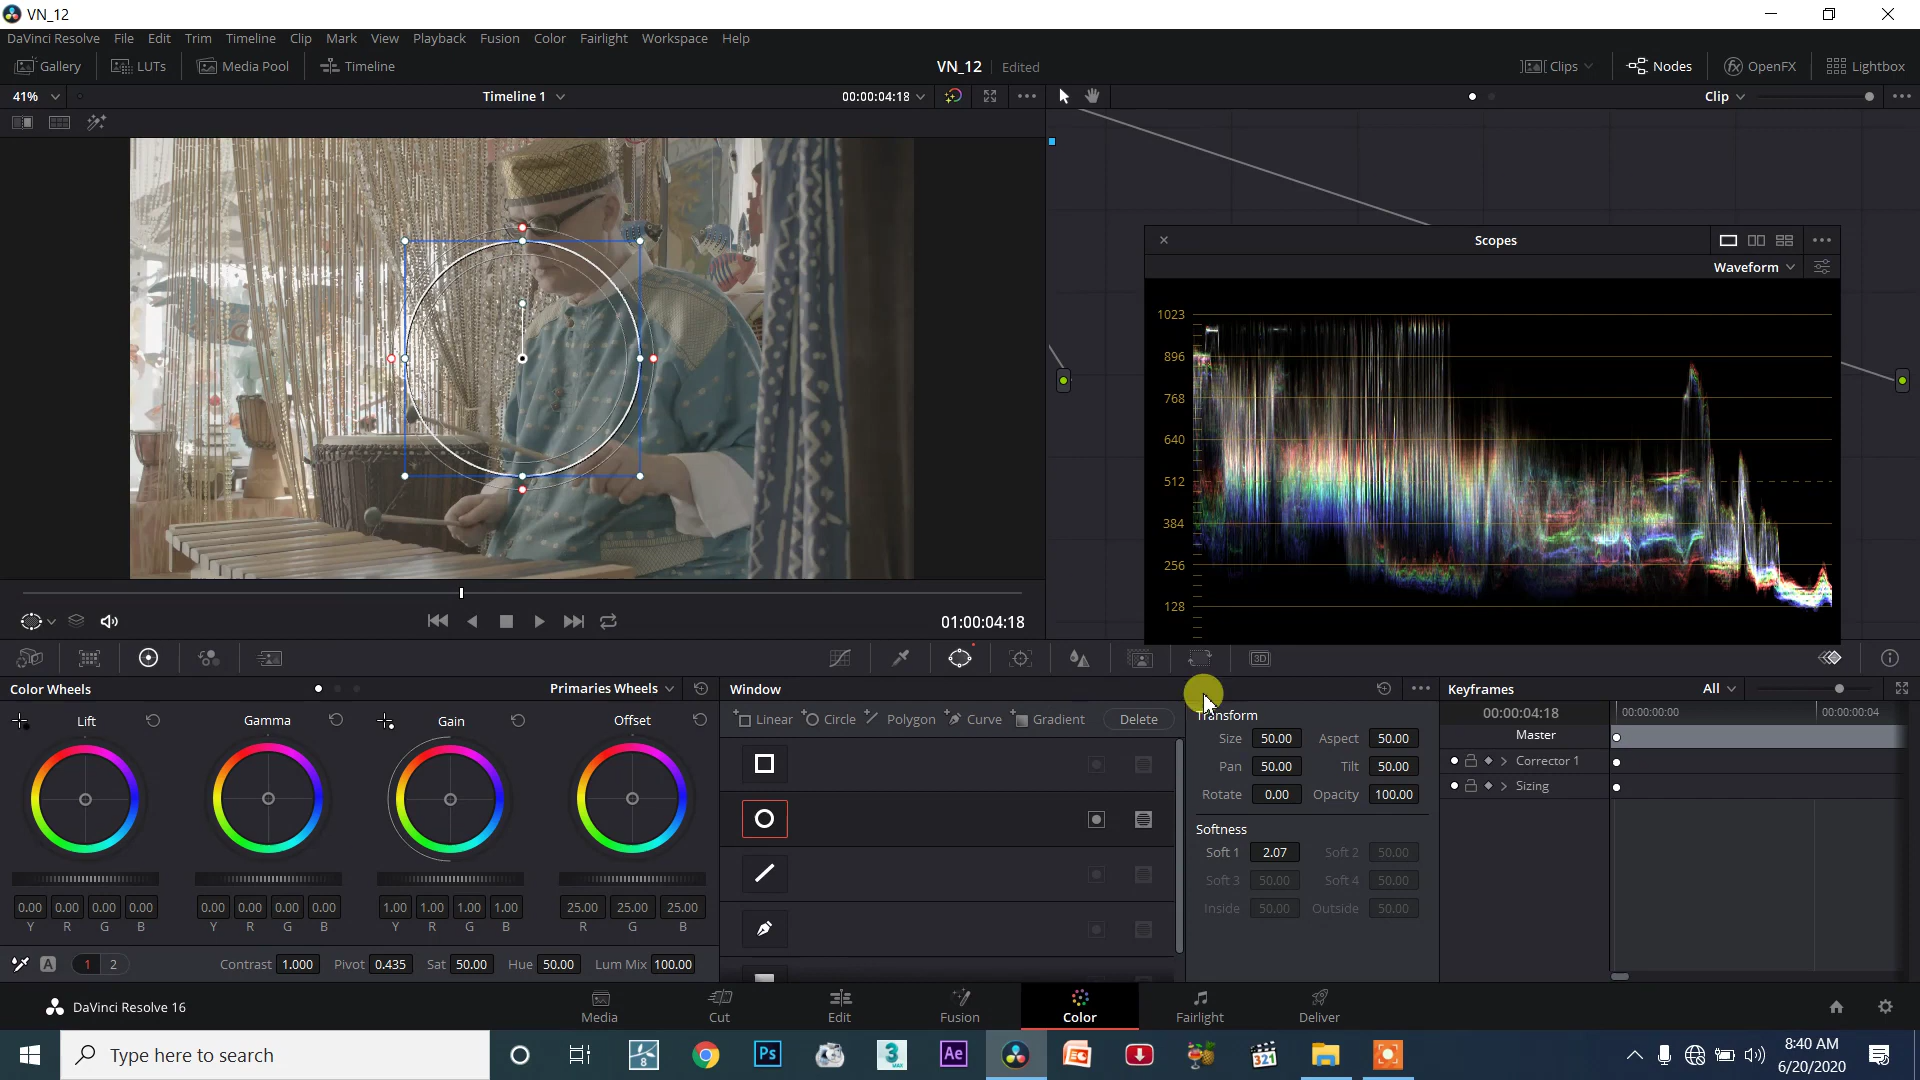 VN_12
DaVinci Resolve File Edit Trim Timeline Clip Mark View Playback Fusion Color Fairlight Workspace Help
Gallery LUTs Media Pool Timeline VN_12 Edited Clips Nodes OpenFX Lightbox
41% Timeline 1 00:00:04:18 Clip
Scopes
Waveform
1023
896
768
640
512
384
256
128
01:00:04:18
3D
Color Wheels Primaries Wheels Window Keyframes All
Lift Gamma Gain Offset
Linear Circle Polygon Curve Gradient Delete
Transform
Size 50.00 Aspect 50.00
Pan 50.00 Tilt 50.00
Rotate 0.00 Opacity 100.00
Softness
Soft 1 2.07 Soft 2 50.00
Soft 3 50.00 Soft 4 50.00
Inside 50.00 Outside 50.00
00:00:04:18 00:00:00:00 00:00:00:04
Master
Corrector 1
Sizing
0.00 0.00 0.00 0.00 0.00 0.00 0.00 0.00 1.00 1.00 1.00 1.00 25.00 25.00 25.00
Y R G B Y R G B Y R G B R G B
A 1 2 Contrast 1.000 Pivot 0.435 Sat 50.00 Hue 50.00 Lum Mix 100.00
DaVinci Resolve 16 Media Cut Edit Fusion Color Fairlight Deliver
Type here to search
8
Ps
3
MAX
Ae
321
8:40 AM
6/20/2020